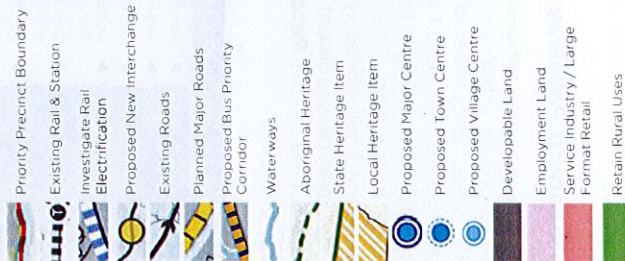 Priority Precinct Boundary
Existing Rail & Station
Investigate Rail
Electrification
Proposed New Interchange
Existing Roads
Planned Major Roads
Proposed Bus Priority
Corridor
Waterways
Aboriginal Heritage
State Heritage Item
Local Heritage Item
Proposed Major Centre
Proposed Town Centre
Proposed Village Centre
Developable Land
Employment Land
Service Industry / Large
Format Retail
Retain Rural Uses